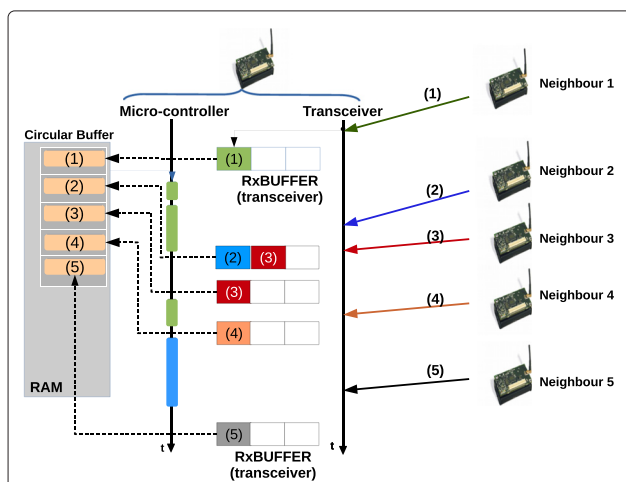 Neighbour 1
(1)
Micro-controller
Transceiver
Circular Buffer
(1)
(1)
(2)
RxBUFFER
(transceiver)
Neighbour 2
(2)
(3)
(3)
Neighbour 3
(4)
(2)
(3)
(5)
(3)
(4)
Neighbour 4
(4)
(5)
Neighbour 5
RAM
(5)
t
t
RxBUFFER
(transceiver)